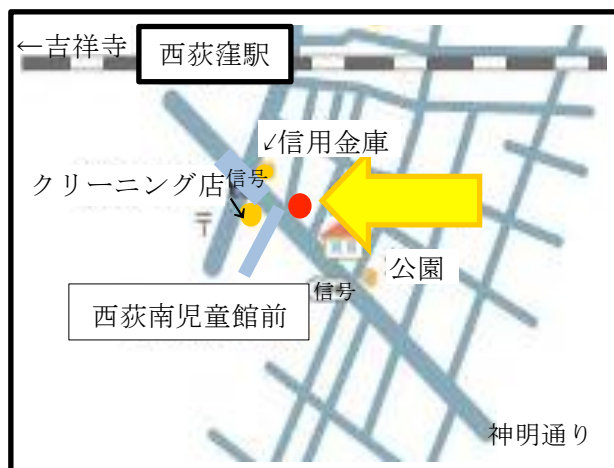 ←吉祥寺
西荻窪駅
↙信用金庫
クリーニング店
信号
〒
公園
信号
西荻南児童館前
神明通り